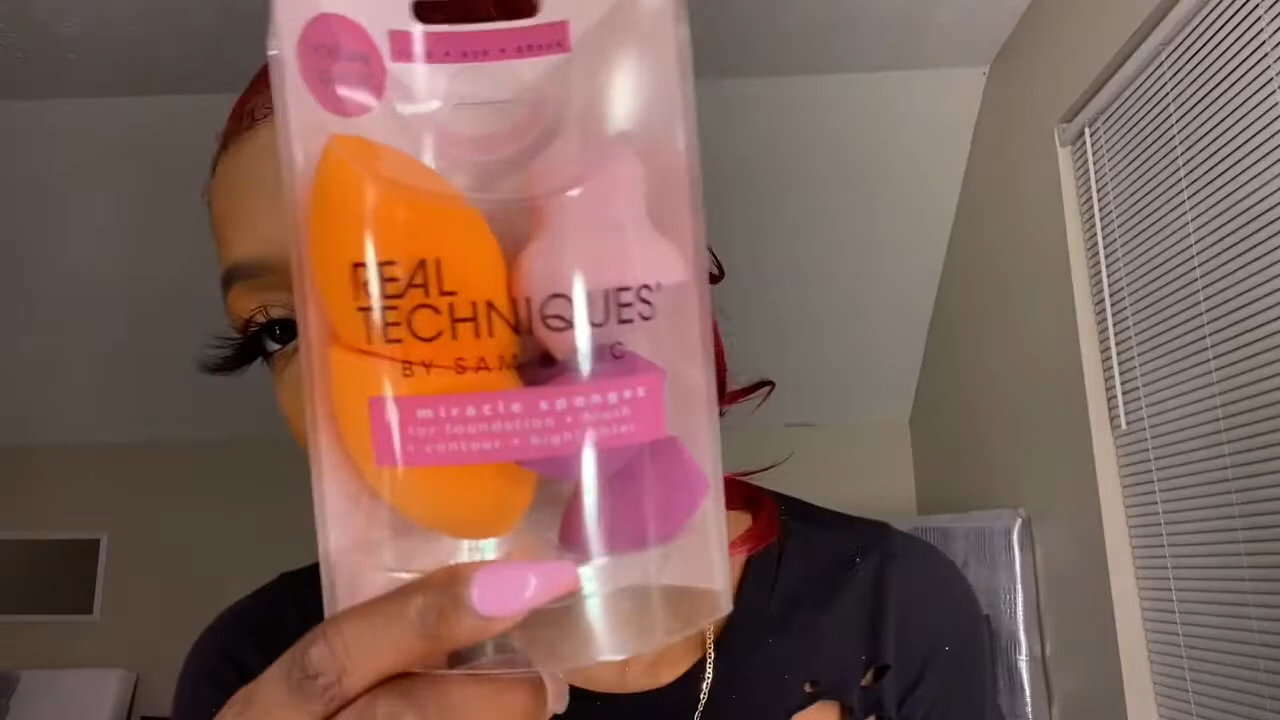 REAL
TECHNIQUES
BY SAM
miracle sponges
for foundation + blush
+ contour + highlighter